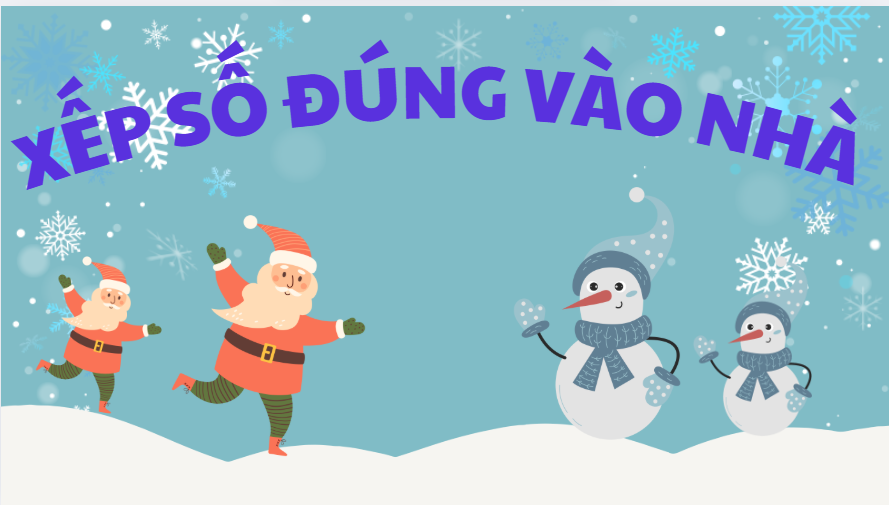 XẾP SỐ ĐÚNG VÀO NHÀ